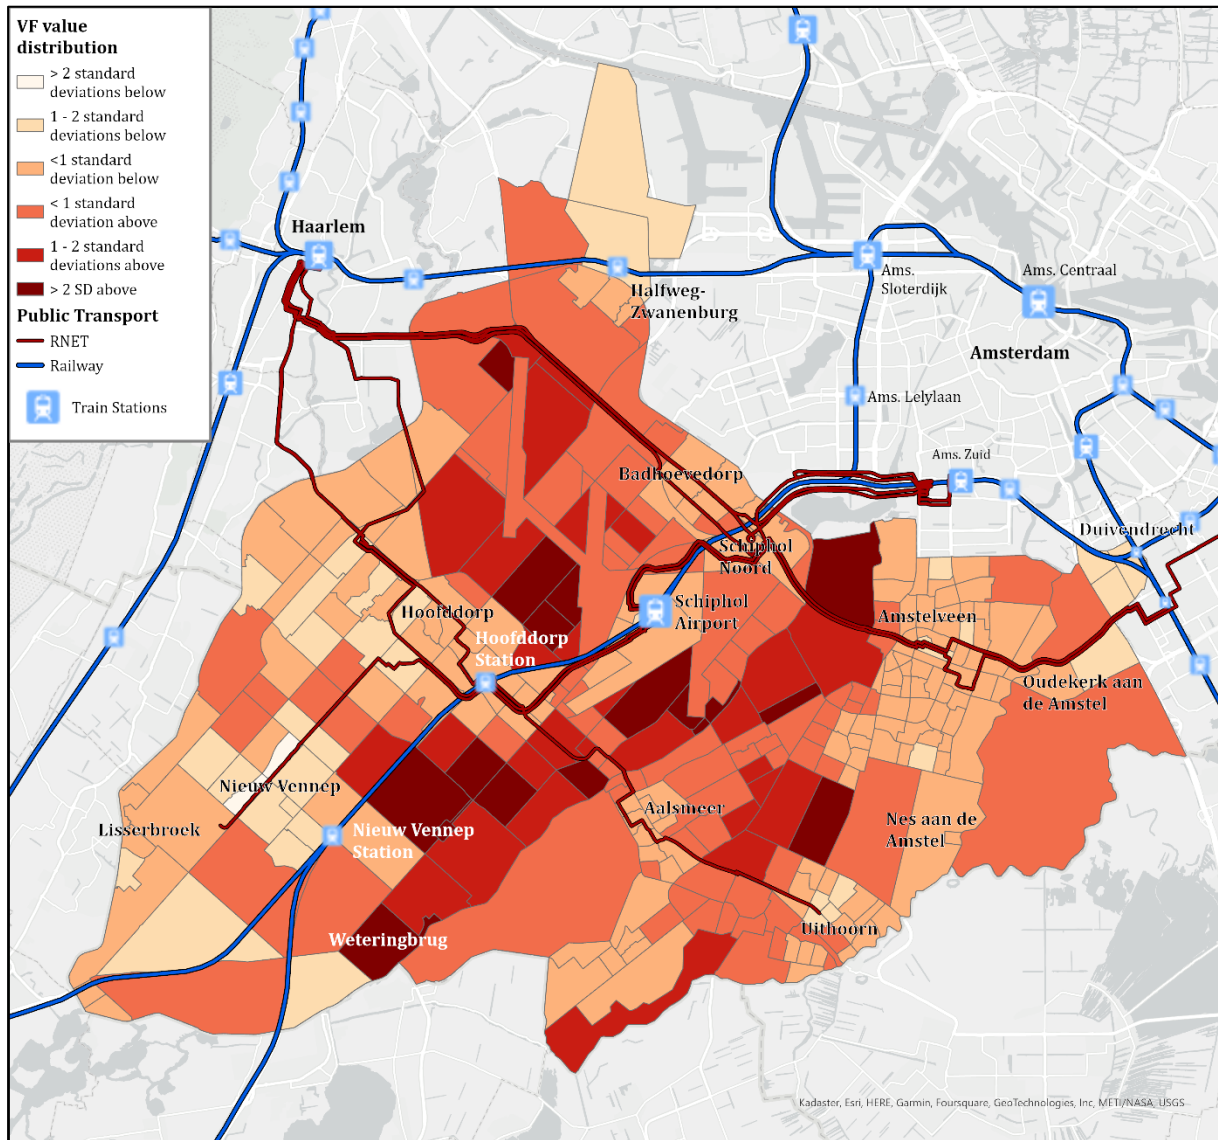 VF value
distribution
> 2 standard
deviations below
1 - 2 standard
deviations below
<1 standard
deviation below
< 1 standard
deviation above
1 - 2 standard
deviations above
> 2 SD above
Public Transport
RNET
Railway
Train Stations
Haarlem
Halfweg-
Zwanenburg
Ams.
Sloterdijk
Ams. Centraal
Amsterdam
Ams. Lelylaan
Ams. Zuid
Badhoevedorp
Duivendrecht
Schiphol
Noord
Schiphol
Airport
Hoofddorp
Hoofddorp
Station
Amstelveen
Oudekerk aan
de Amstel
Nieuw Vennep
Lisserbroek
Nieuw Vennep
Station
Aalsmeer
Nes aan de
Amstel
Weteringbrug
Uithoorn
Kadaster, Esri, HERE, Garmin, Foursquare, GeoTechnologies, Inc, METI/NASA, USGS